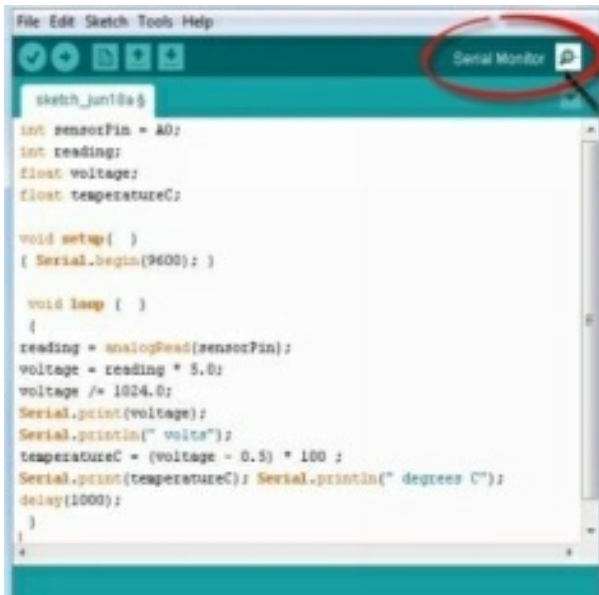 File Edit Sketch Tools Help
Serial Monitor
sketch_jun18a §
int sensorPin = A0;
int reading;
float voltage;
float temperatureC;
void setup( )
{ Serial.begin(9600); }
void loop ( )
{
reading = analogRead(sensorPin);
voltage = reading * 5.0;
voltage /= 1024.0;
Serial.print(voltage);
Serial.println(" volts");
temperatureC = (voltage - 0.5) * 100 ;
Serial.print(temperatureC); Serial.println(" degrees C");
delay(1000);
}